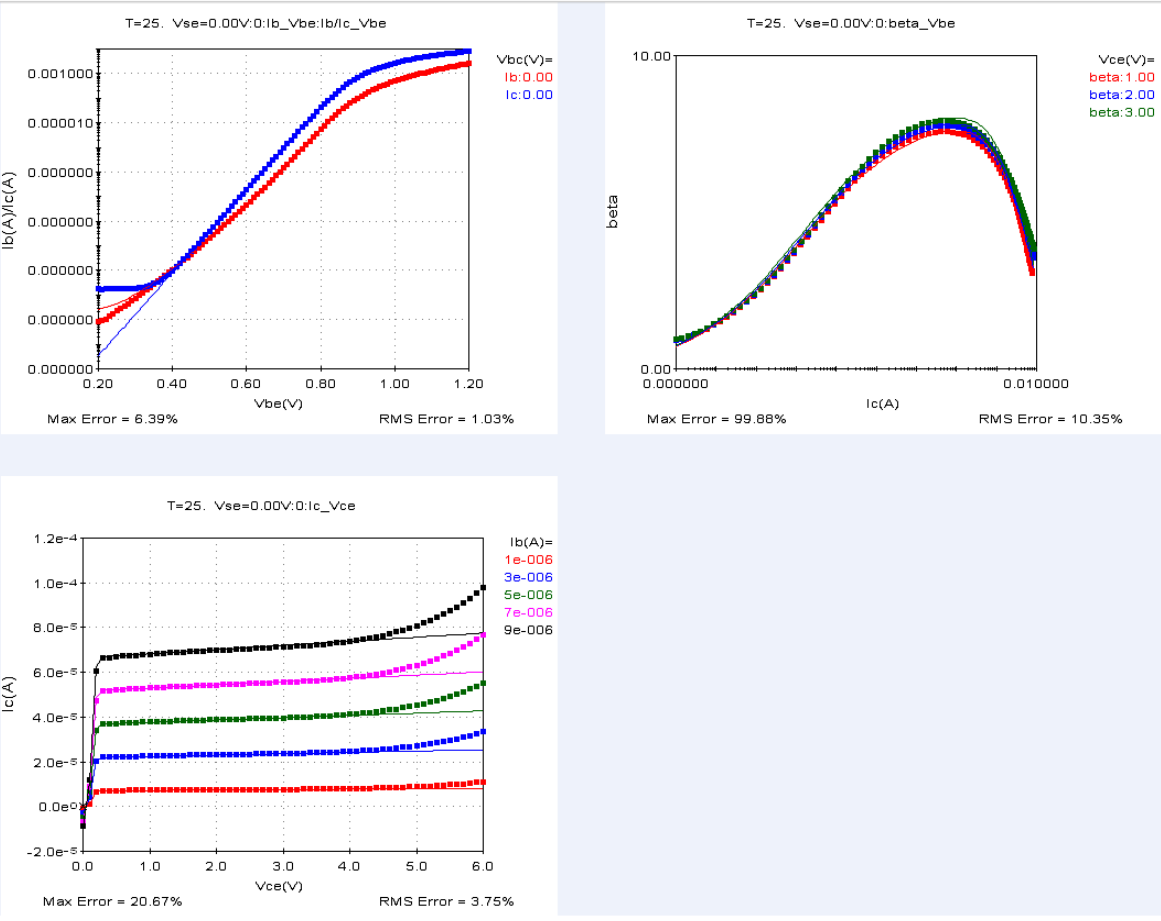 T=25.  Vse=0.00V:0:Ib_Vbe:Ib/Ic_Vbe
Vbc(V)=
Ib:0.00
Ic:0.00
Ib(A)/Ic(A)
0.001000
0.000010
0.000000
0.000000
0.000000
0.000000
0.000000
0.20 0.40 0.60 0.80 1.00 1.20
Vbe(V)
Max Error = 6.39% RMS Error = 1.03%
T=25.  Vse=0.00V:0:beta_Vbe
Vce(V)=
beta:1.00
beta:2.00
beta:3.00
beta
10.00
0.00
0.000000 0.010000
Ic(A)
Max Error = 99.88% RMS Error = 10.35%
T=25.  Vse=0.00V:0:Ic_Vce
Ib(A)=
1e-006
3e-006
5e-006
7e-006
9e-006
Ic(A)
1.2e-4
1.0e-4
8.0e-5
6.0e-5
4.0e-5
2.0e-5
0.0e0
-2.0e-5
0.0 1.0 2.0 3.0 4.0 5.0 6.0
Vce(V)
Max Error = 20.67% RMS Error = 3.75%